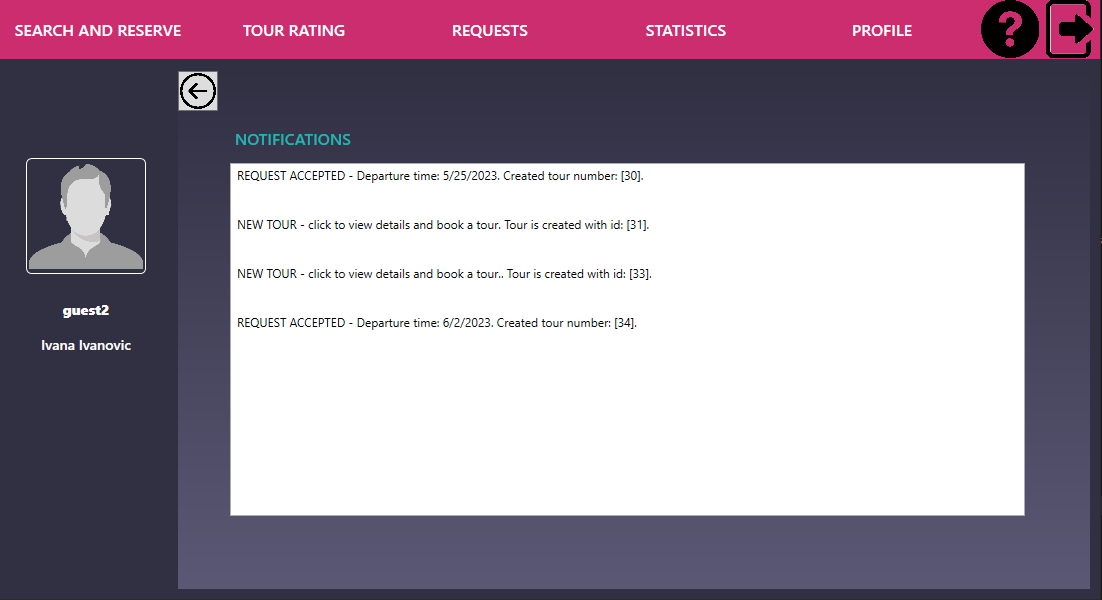 SEARCH AND RESERVE
TOUR RATING
REQUESTS
STATISTICS
PROFILE
?
NOTIFICATIONS
REQUEST ACCEPTED - Departure time: 5/25/2023. Created tour number: [30].
NEW TOUR - click to view details and book a tour. Tour is created with id: [31].
NEW TOUR - click to view details and book a tour.. Tour is created with id: [33].
REQUEST ACCEPTED - Departure time: 6/2/2023. Created tour number: [34].
guest2
Ivana Ivanovic